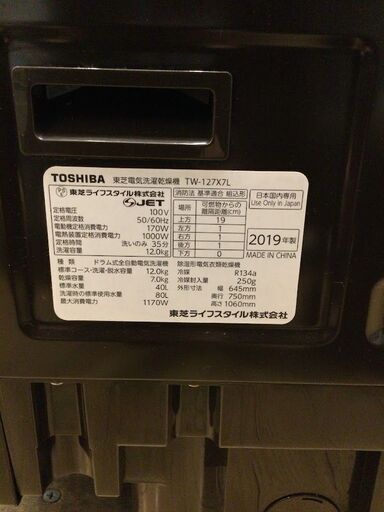 TOSHIBA 東芝電気洗濯乾燥機 TW-127X7L
東芝ライフスタイル株式会社
JET
定格電圧 100V
定格周波数 50/60Hz
電動機定格消費電力 170W
電熱装置定格消費電力 1000W
定格時間 洗いのみ 35分
定格容量 12.0kg
消防法 基準適合 組込形
場所 可燃物からの離隔距離(cm)
上方 19
左方 1
右方 1
後方 1
下方 0
日本国内専用
Use Only in Japan
2019年製
MADE IN CHINA
種類 ドラム式全自動電気洗濯機
標準コース・洗濯・脱水容量 12.0kg
乾燥容量 7.0kg
標準水量 40L
洗濯時の標準使用水量 80L
最大消費電力 1170W
除湿形電気衣類乾燥機
冷媒 R134a
冷媒封入量 250g
外形寸法 幅 645mm
奥行 750mm
高さ 1060mm
東芝ライフスタイル株式会社